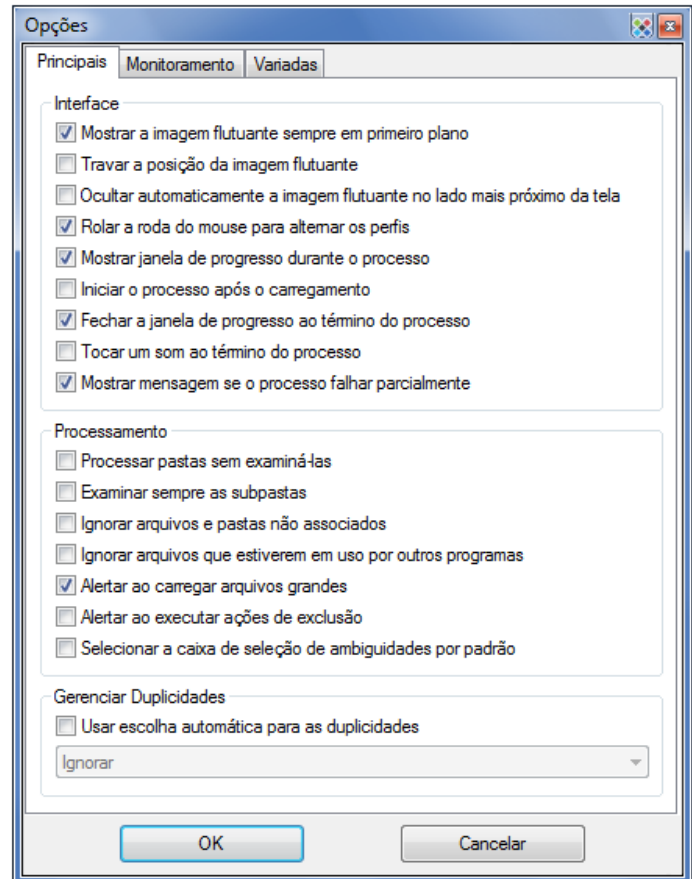 Opções
Principais Monitoramento Variadas
Interface
Mostrar a imagem flutuante sempre em primeiro plano
Travar a posição da imagem flutuante
Ocultar automaticamente a imagem flutuante no lado mais próximo da tela
Rolar a roda do mouse para alternar os perfis
Mostrar janela de progresso durante o processo
Iniciar o processo após o carregamento
Fechar a janela de progresso ao término do processo
Tocar um som ao término do processo
Mostrar mensagem se o processo falhar parcialmente
Processamento
Processar pastas sem examiná-las
Examinar sempre as subpastas
Ignorar arquivos e pastas não associados
Ignorar arquivos que estiverem em uso por outros programas
Alertar ao carregar arquivos grandes
Alertar ao executar ações de exclusão
Selecionar a caixa de seleção de ambiguidades por padrão
Gerenciar Duplicidades
Usar escolha automática para as duplicidades
Ignorar
OK Cancelar